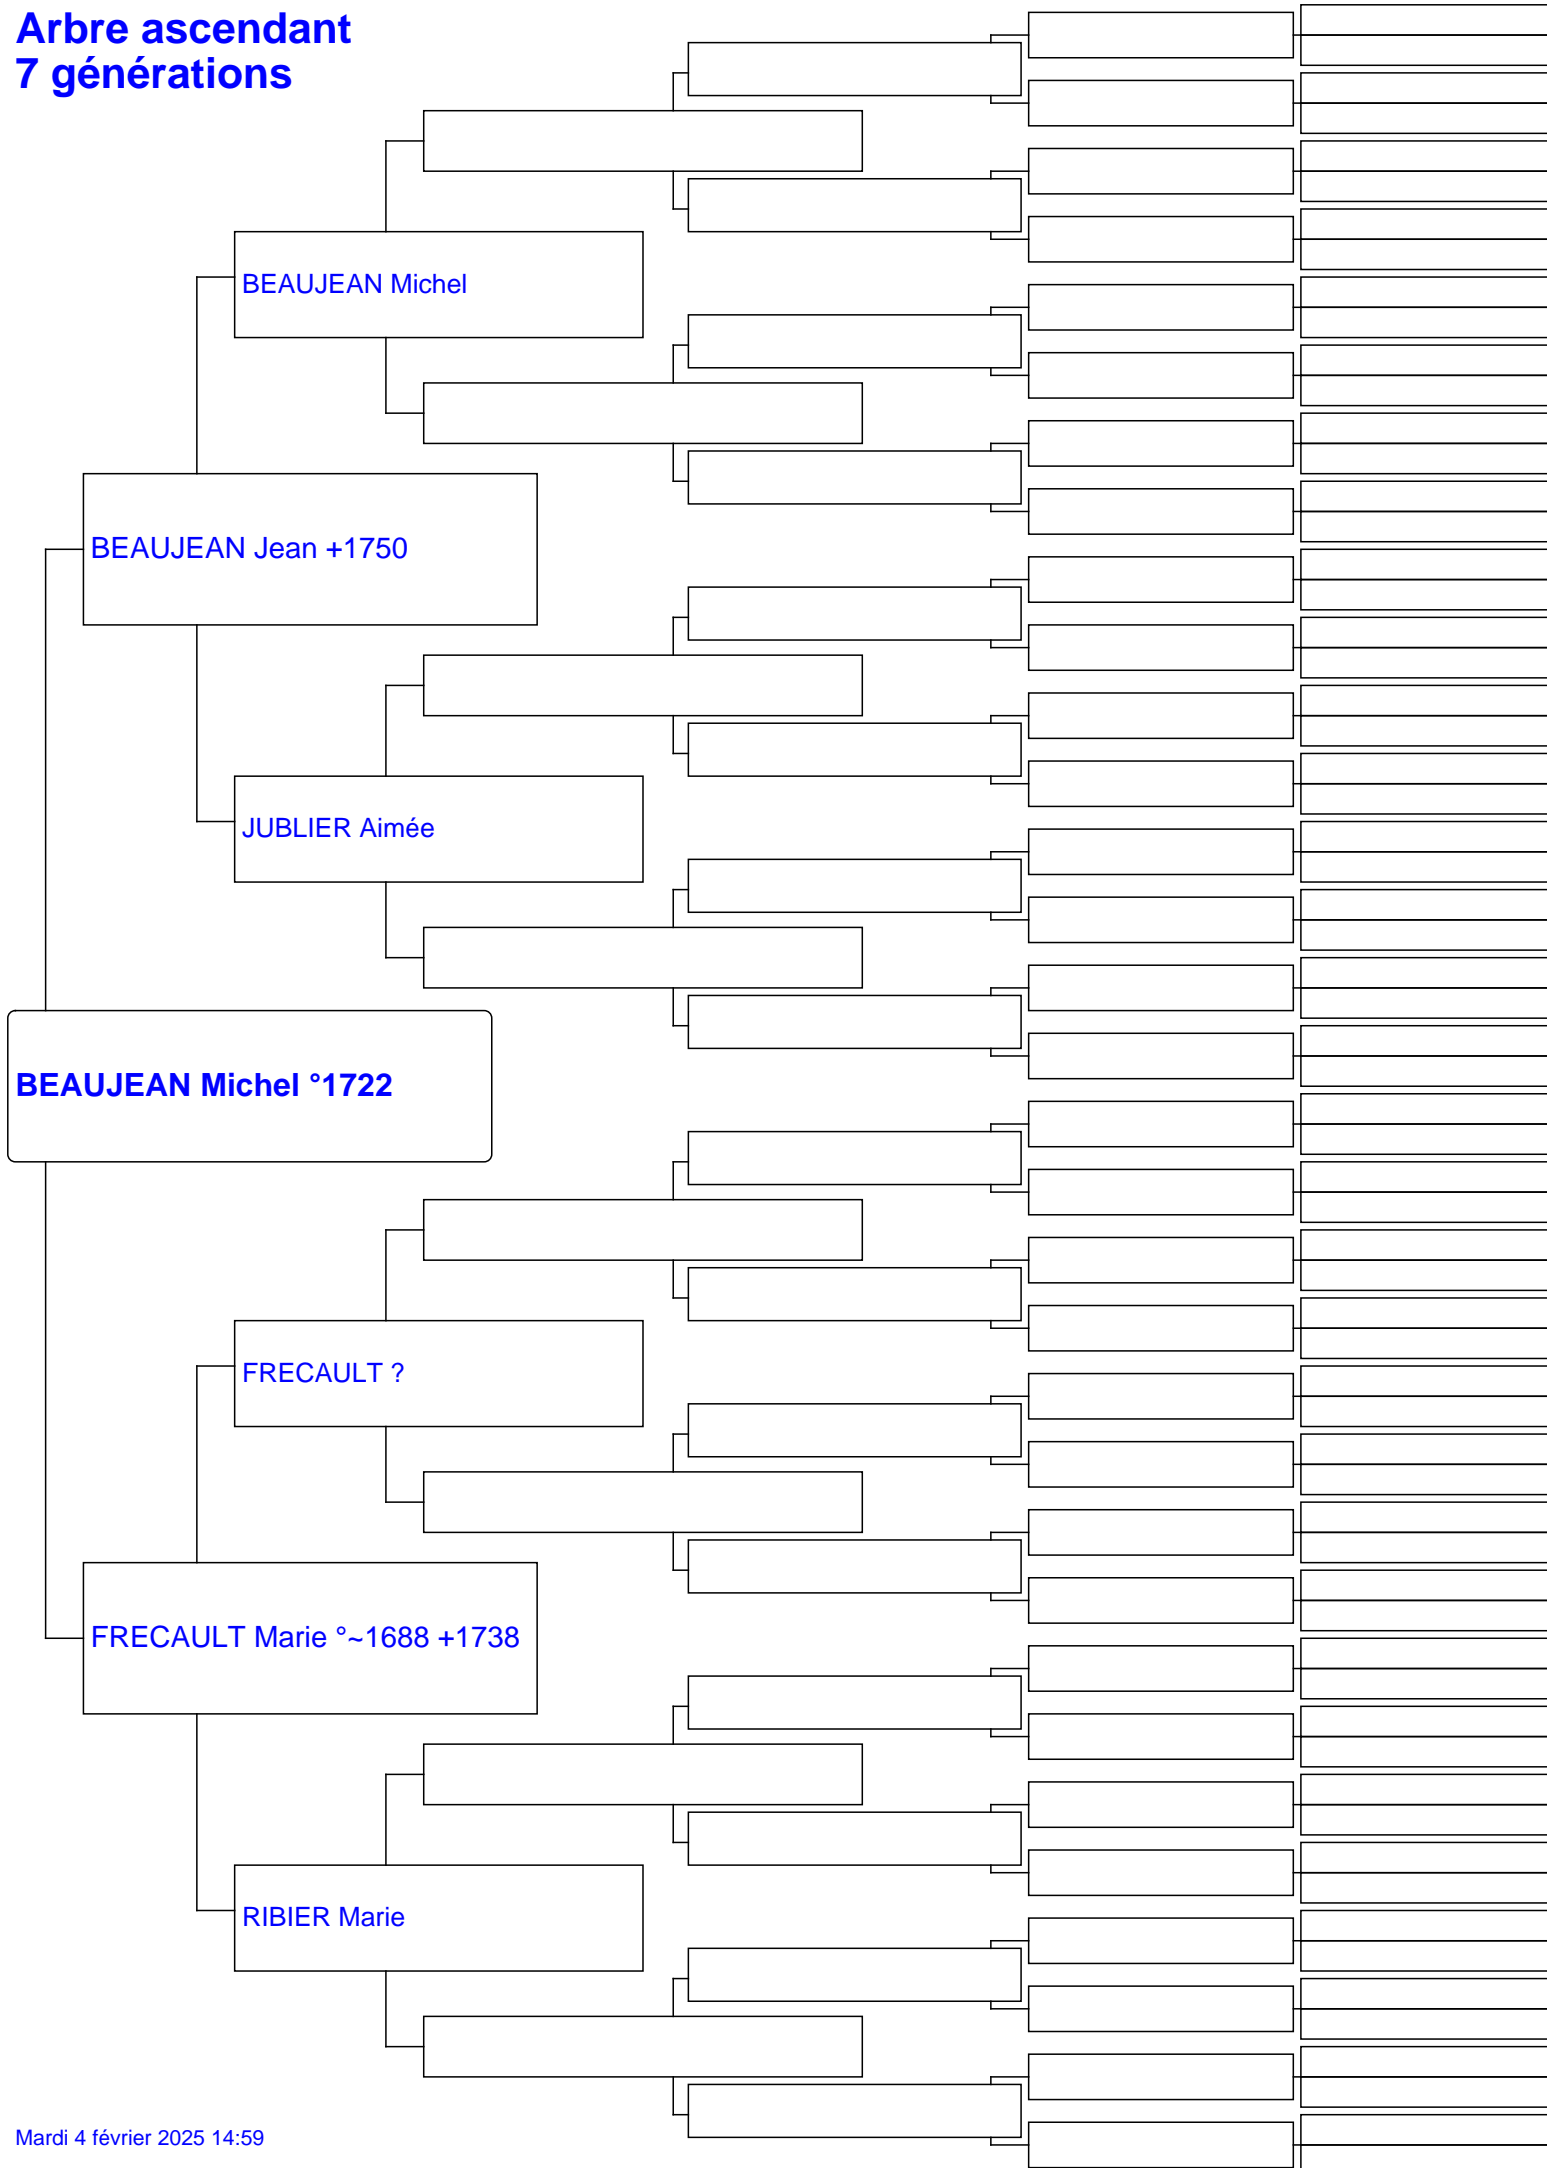 Arbre ascendant
7 générations
BEAUJEAN Michel
BEAUJEAN Jean +1750
JUBLIER Aimée
BEAUJEAN Michel °1722
FRECAULT ?
FRECAULT Marie °~1688 +1738
RIBIER Marie
Mardi 4 février 2025 14:59